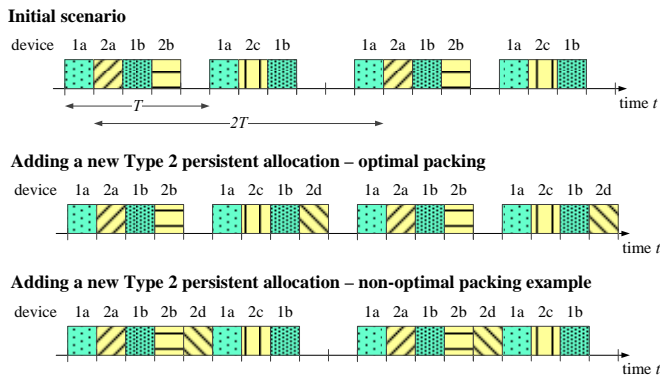 Initial scenario
device 1a 2a 1b 2b 1a 2c 1b 1a 2a 1b 2b 1a 2c 1b
T
time t
2T
Adding a new Type 2 persistent allocation – optimal packing
device 1a 2a 1b 2b 1a 2c 1b 2d 1a 2a 1b 2b 1a 2c 1b 2d
time t
Adding a new Type 2 persistent allocation – non-optimal packing example
device 1a 2a 1b 2b 2d 1a 2c 1b 1a 2a 1b 2b 2d 1a 2c 1b
time t